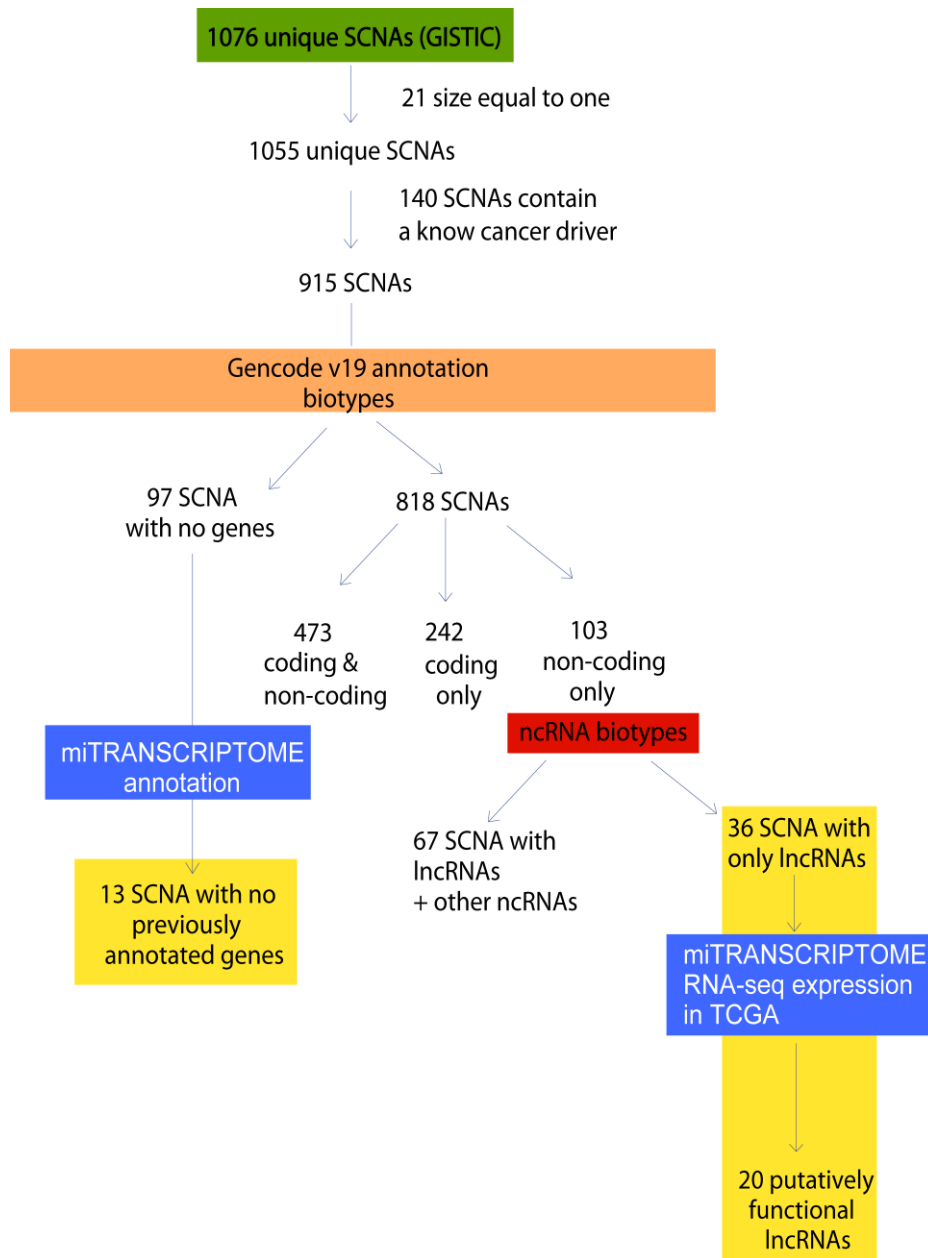 1076 unique SCNAs (GISTIC)
21 size equal to one
1055 unique SCNAs
140 SCNAs contain
a know cancer driver
915 SCNAs
Gencode v19 annotation
biotypes
97 SCNA
with no genes
818 SCNAs
473
coding &
non-coding
242
coding
only
103
non-coding
only
ncRNA biotypes
miTRANSCRIPTOME
annotation
13 SCNA with no
previously
annotated genes
67 SCNA with
lncRNAs
+ other ncRNAs
36 SCNA with
only lncRNAs
miTRANSCRIPTOME
RNA-seq expression
in TCGA
20 putatively
functional
lncRNAs